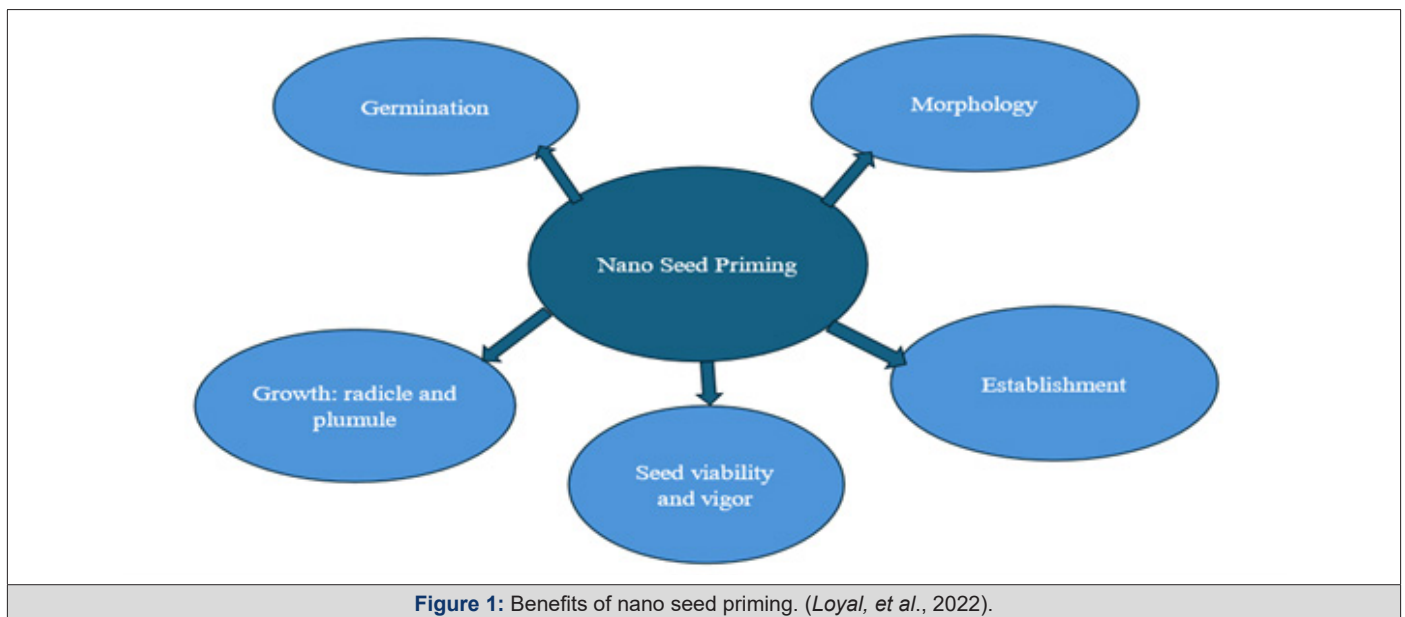 Germination
Morphology
Nano Seed Priming
Growth: radicle and
plumule
Establishment
Seed viability
and vigor
Figure 1: Benefits of nano seed priming. (Loyal, et al., 2022).